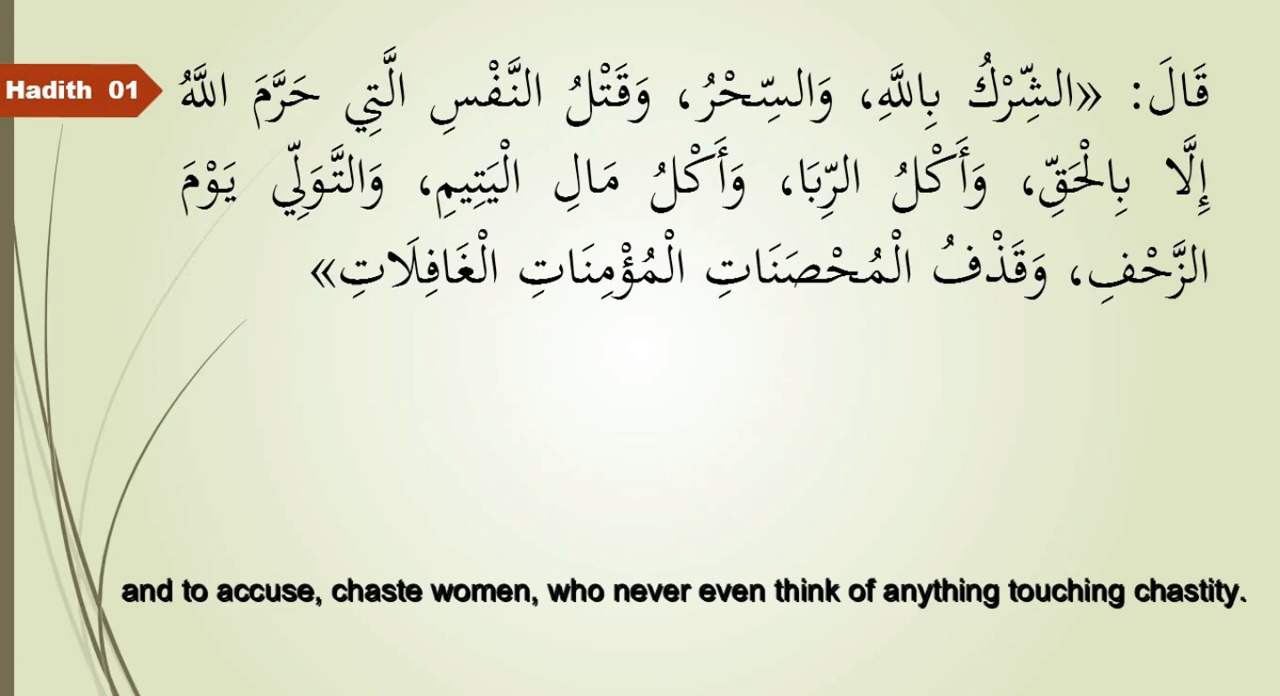 Hadith 01
قَالَ: «الشِّرْكُ بِاللَّهِ، وَالسِّحْرُ، وَقَتْلُ النَّفْسِ الَّتِي حَرَّمَ اللَّهُ
إِلَّا بِالْحَقِّ، وَأَكْلُ الرِّبَا، وَأَكْلُ مَالِ الْيَتِيمِ، وَالتَّوَلِّي يَوْمَ
الزَّحْفِ، وَقَذْفُ الْمُحْصَنَاتِ الْمُؤْمِنَاتِ الْغَافِلَاتِ»
and to accuse, chaste women, who never even think of anything touching chastity.